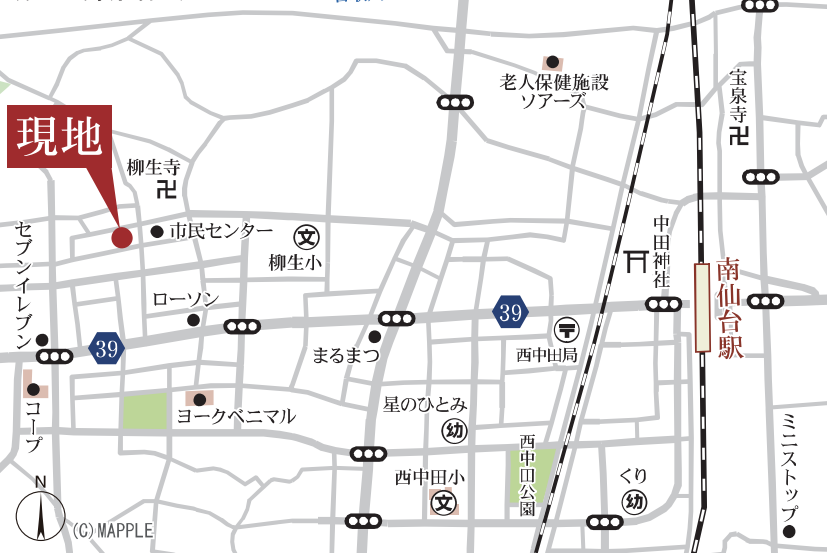 老人保健施設
ソアーズ
宝泉寺
現地
柳生寺
市民センター
文
柳生小
中田神社
南仙台駅
セブンイレブン
ローソン
39
39
〒
西中田局
まるまつ
コープ
ヨークベニマル
星のひとみ
幼
西中田公園
西中田小
文
くり
幼
ミニストップ
N
(C)MAPPLE